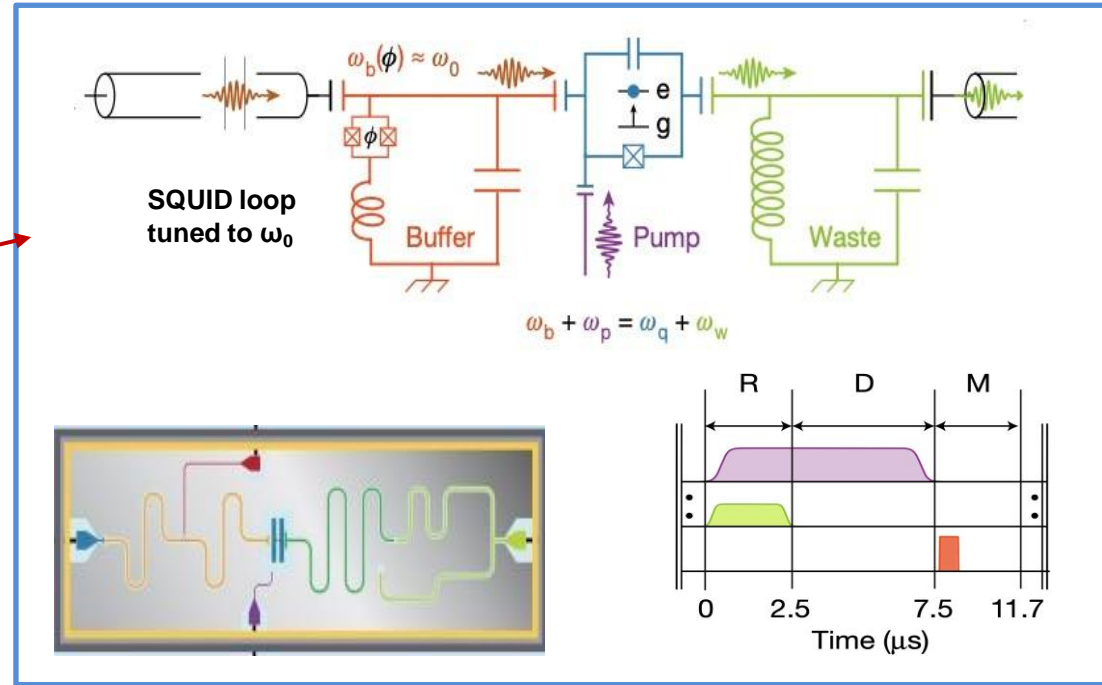 ω_b(ϕ) ≈ ω_0
e
g
ϕ
SQUID loop
tuned to ω_0
Buffer
Pump
Waste
ω_b + ω_p = ω_q + ω_w
R D M
0 2.5 7.5 11.7
Time (μs)